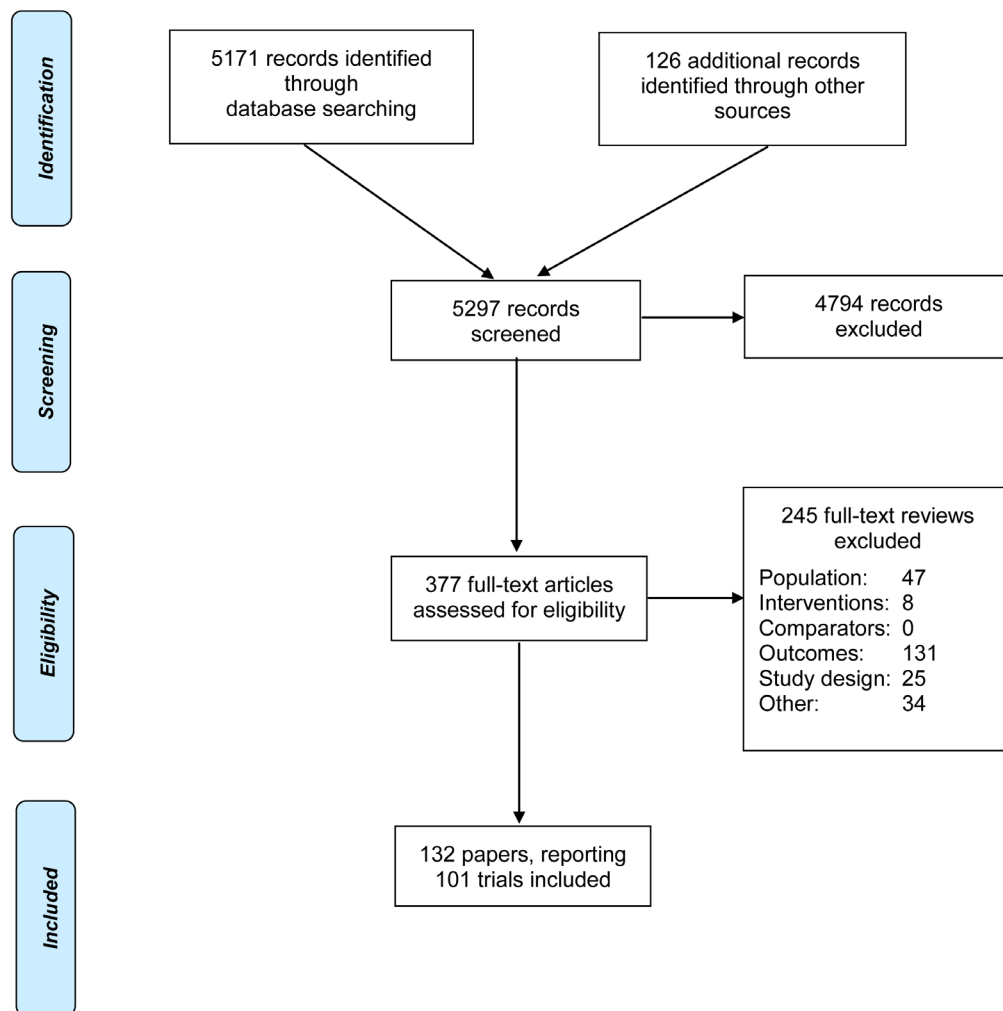 Identification
5171 records identified
through
database searching
126 additional records
identified through other
sources
Screening
5297 records
screened
4794 records
excluded
Eligibility
377 full-text articles
assessed for eligibility
245 full-text reviews
excluded
Population: 47
Interventions: 8
Comparators: 0
Outcomes: 131
Study design: 25
Other: 34
Included
132 papers, reporting
101 trials included